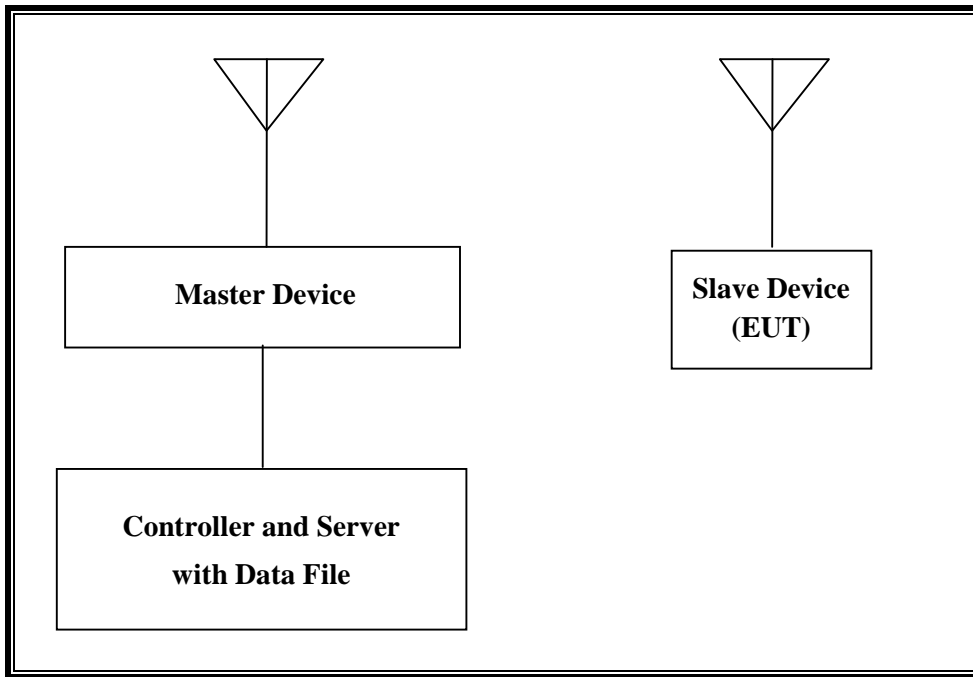 Master Device
Slave Device
(EUT)
Controller and Server
with Data File